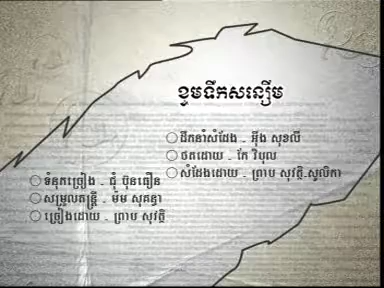 ខ្ទមទឹកសន្សើម
ដឹកនាំសំដែង - អ៊ឹង សុខលី
ថតដោយ - កែ វិបុល
សំដែងដោយ - ព្រាប សុវត្ថិ-សូលិកា
ទំនុកច្រៀង - ជុំ ប៊ុនធឿន
សម្រួលតន្ត្រី - ម៉ម សុគន្ធា
ច្រៀងដោយ - ព្រាប សុវត្ថិ